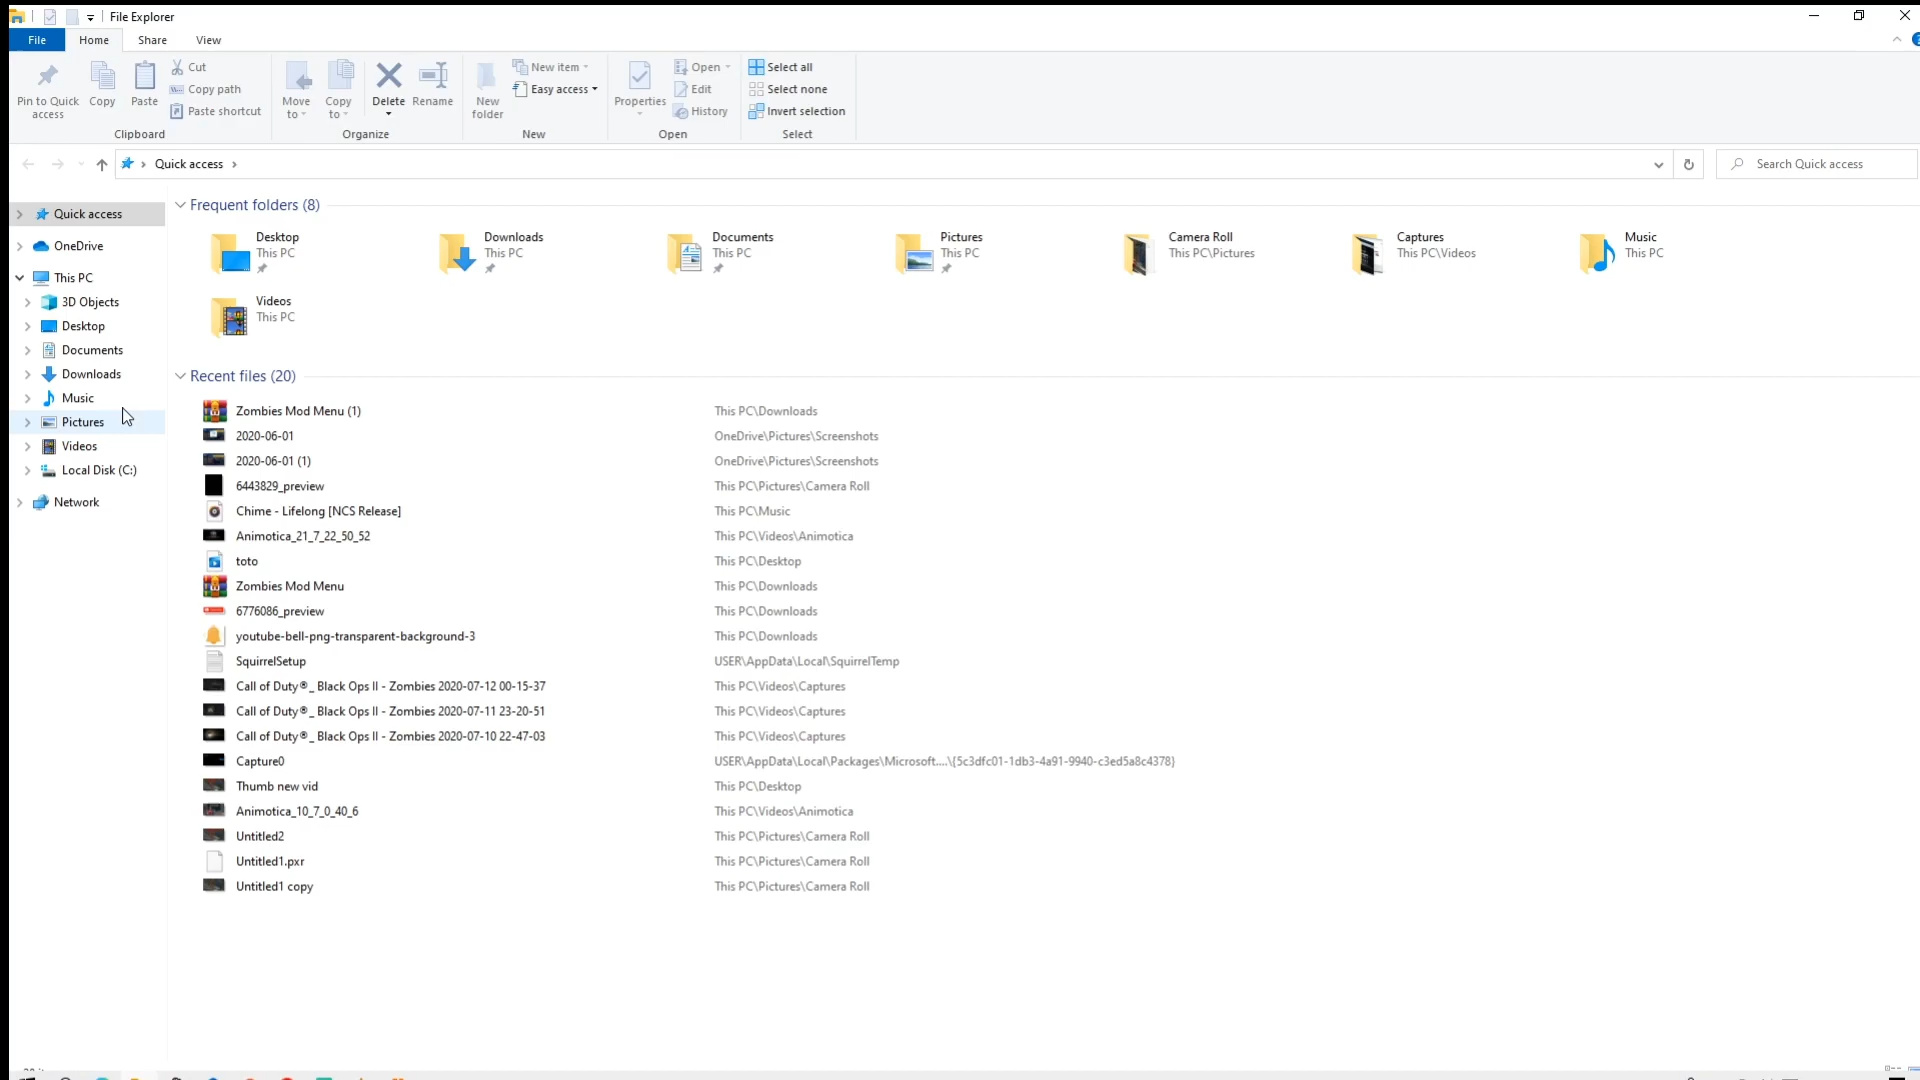 File Explorer
File Home Share View
Pin to Quick access
Copy
Paste
Cut
Copy path
Paste shortcut
Clipboard
Move to
Copy to
Delete
Rename
Organize
New folder
New item
Easy access
New
Properties
Open
Edit
History
Open
Select all
Select none
Invert selection
Select
Quick access
Search Quick access
Quick access
OneDrive
This PC
3D Objects
Desktop
Documents
Downloads
Music
Pictures
Videos
Local Disk (C:)
Network
Frequent folders (8)
Desktop
This PC
Downloads
This PC
Documents
This PC
Pictures
This PC
Camera Roll
This PC\Pictures
Captures
This PC\Videos
Music
This PC
Videos
This PC
Recent files (20)
Zombies Mod Menu (1) This PC\Downloads
2020-06-01 OneDrive\Pictures\Screenshots
2020-06-01 (1) OneDrive\Pictures\Screenshots
6443829_preview This PC\Pictures\Camera Roll
Chime - Lifelong [NCS Release] This PC\Music
Animotica_21_7_22_50_52 This PC\Videos\Animotica
toto This PC\Desktop
Zombies Mod Menu This PC\Downloads
6776086_preview This PC\Downloads
youtube-bell-png-transparent-background-3 This PC\Downloads
SquirrelSetup USER\AppData\Local\SquirrelTemp
Call of Duty®_ Black Ops II - Zombies 2020-07-12 00-15-37 This PC\Videos\Captures
Call of Duty®_ Black Ops II - Zombies 2020-07-11 23-20-51 This PC\Videos\Captures
Call of Duty®_ Black Ops II - Zombies 2020-07-10 22-47-03 This PC\Videos\Captures
Capture0 USER\AppData\Local\Packages\Microsoft....\{5c3dfc01-1db3-4a91-9940-c3ed5a8c4378}
Thumb new vid This PC\Desktop
Animotica_10_7_0_40_6 This PC\Videos\Animotica
Untitled2 This PC\Pictures\Camera Roll
Untitled1.pxr This PC\Pictures\Camera Roll
Untitled1 copy This PC\Pictures\Camera Roll